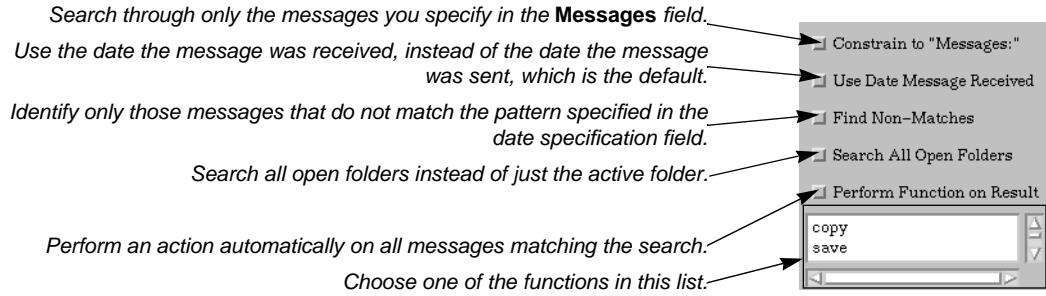 Search through only the messages you specify in the Messages field.
Constrain to "Messages:"
Use the date the message was received, instead of the date the message
was sent, which is the default.
Use Date Message Received
Identify only those messages that do not match the pattern specified in the
date specification field.
Find Non-Matches
Search all open folders instead of just the active folder.
Search All Open Folders
Perform Function on Result
Perform an action automatically on all messages matching the search.
copy
save
Choose one of the functions in this list.